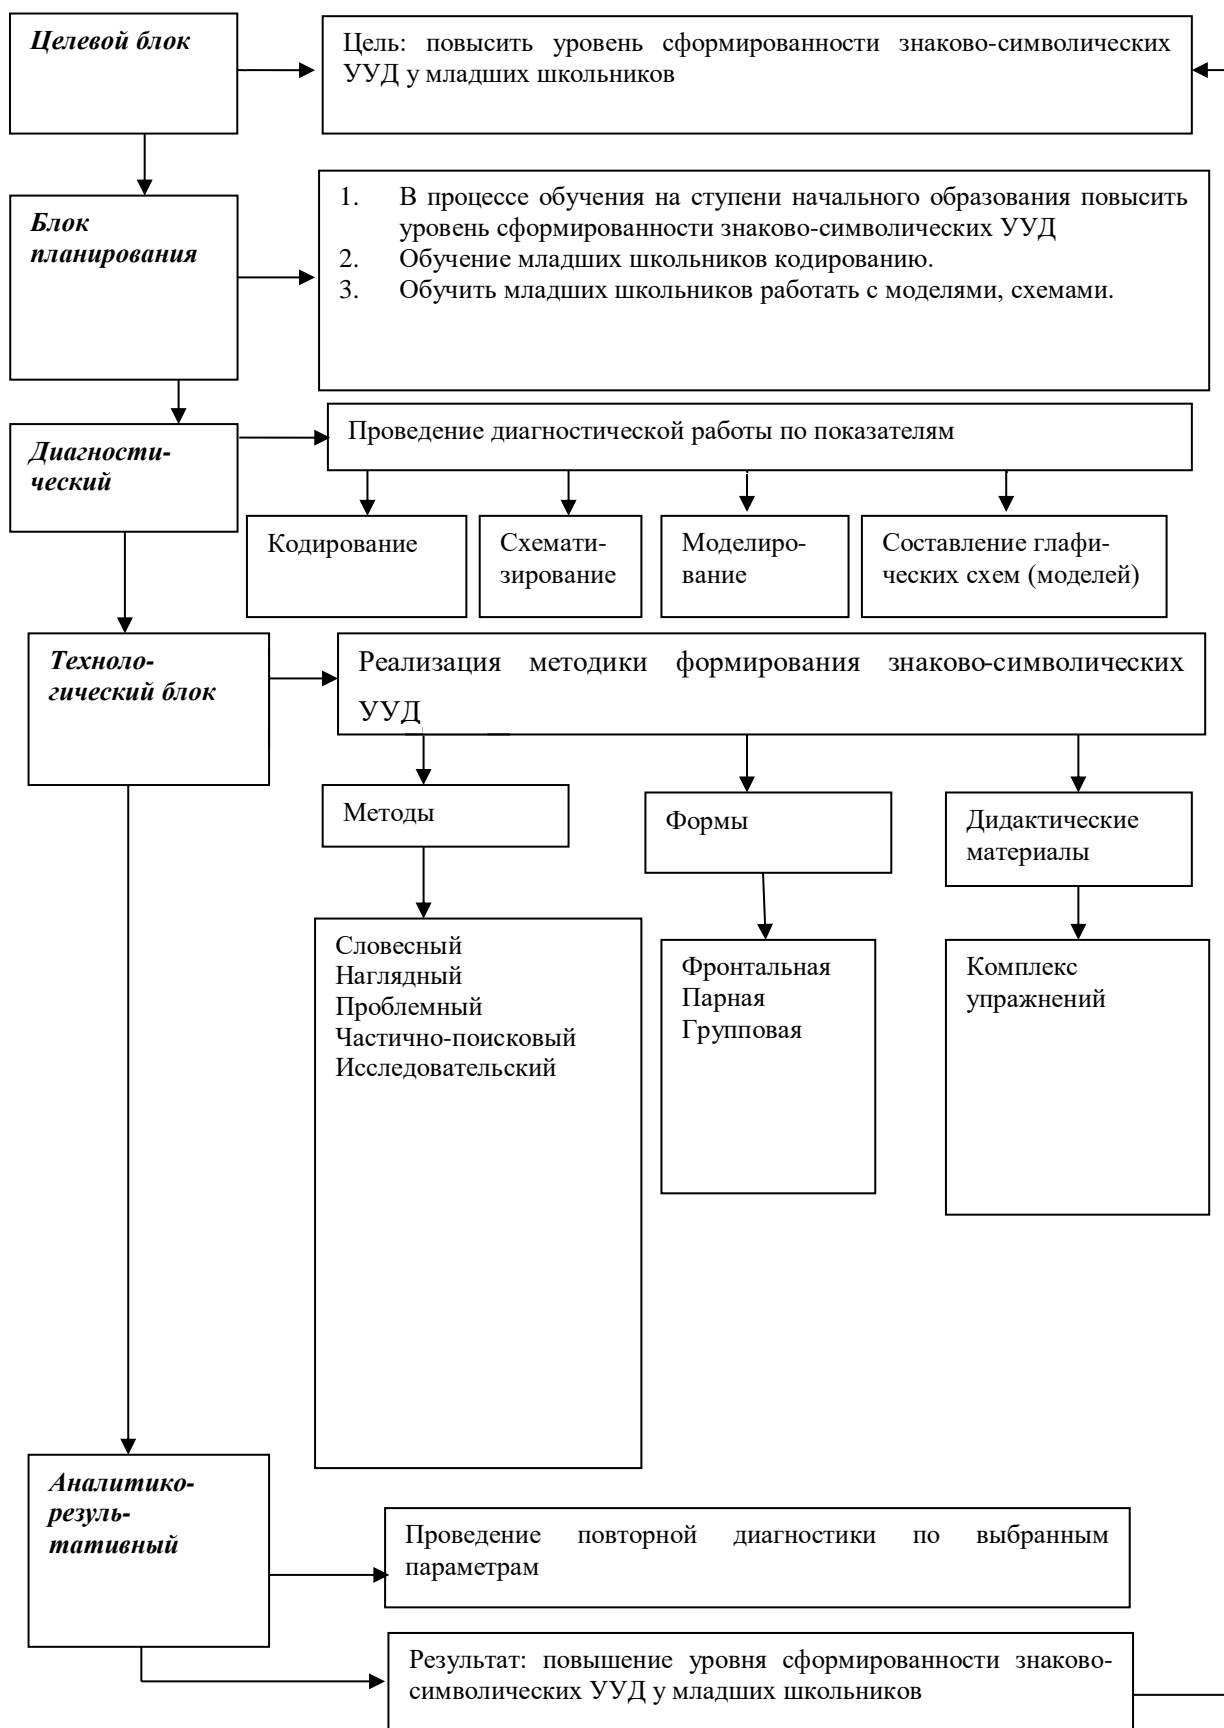 Целевой блок
Цель: повысить уровень сформированности знаково-символических
УУД у младших школьников
Блок
планирования
1. В процессе обучения на ступени начального образования повысить
уровень сформированности знаково-символических УУД
2. Обучение младших школьников кодированию.
3. Обучить младших школьников работать с моделями, схемами.
Диагности-
ческий
Проведение диагностической работы по показателям
Кодирование
Схемати-
зирование
Моделиро-
вание
Составление глафи-
ческих схем (моделей)
Техноло-
гический блок
Реализация методики формирования знаково-символических
УУД
Методы
Формы
Дидактические
материалы
Словесный
Наглядный
Проблемный
Частично-поисковый
Исследовательский
Фронтальная
Парная
Групповая
Комплекс
упражнений
Аналитико-
резуль-
тативный
Проведение повторной диагностики по выбранным
параметрам
Результат: повышение уровня сформированности знаково-
символических УУД у младших школьников